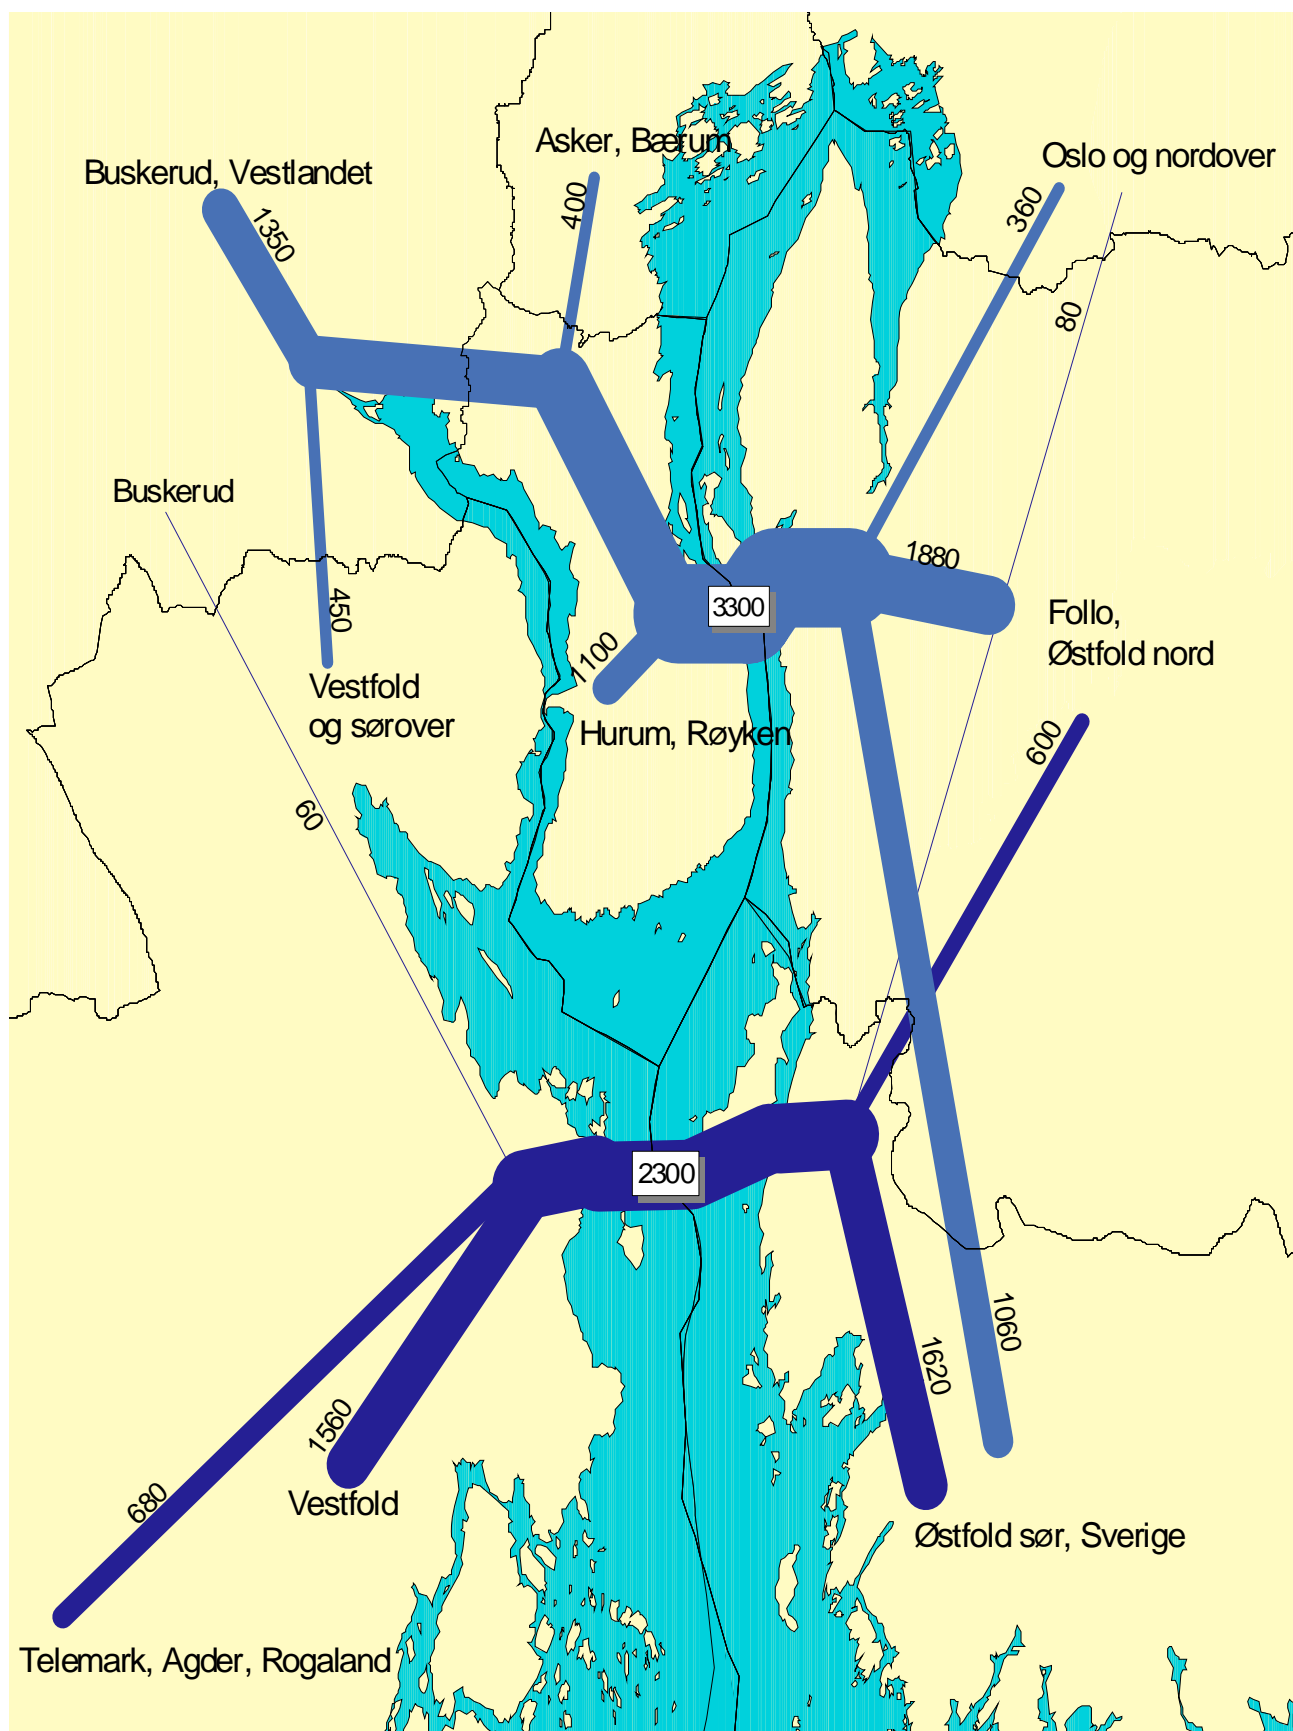 Asker, Bærum
Oslo og nordover
Buskerud, Vestlandet
400
360
1350
80
Buskerud
1880
450
3300
Follo,
Østfold nord
1100
Vestfold
og sørover
Hurum, Røyken
600
60
2300
1060
1620
1560
680
Vestfold
Østfold sør, Sverige
Telemark, Agder, Rogaland